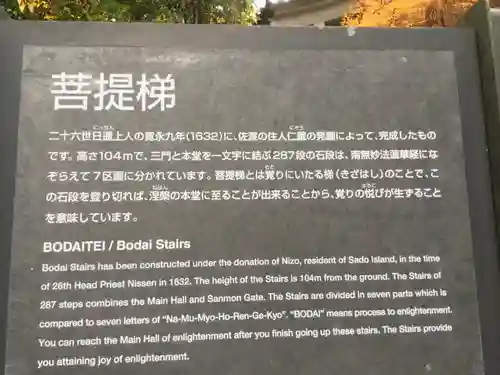 菩提梯
二十六世日遵上人の寛永九年(1632)に、佐渡の住人仁蔵の発願によって、完成したもの
です。高さ104mで、三門と本堂を一文字に結ぶ287段の石段は、南無妙法蓮華経にな
ぞらえて7区画に分かれています。菩提梯とは覚りにいたる梯(きざはし)のことで、こ
の石段を登り切れば、涅槃の本堂に至ることが出来ることから、覚りの悦びが生ずること
を意味しています。
BODAITEI / Bodai Stairs
Bodai Stairs has been constructed under the donation of Nizo, resident of Sado Island, in the time
of 26th Head Priest Nissen in 1632. The height of the Stairs is 104m from the ground. The Stairs of
287 steps combines the Main Hall and Sanmon Gate. The Stairs are divided in seven parts which is
compared to seven letters of "Na-Mu-Myo-Ho-Ren-Ge-Kyo". "BODAI" means process to enlightenment.
You can reach the Main Hall of enlightenment after you finish going up these stairs. The Stairs provide
you attaining joy of enlightenment.